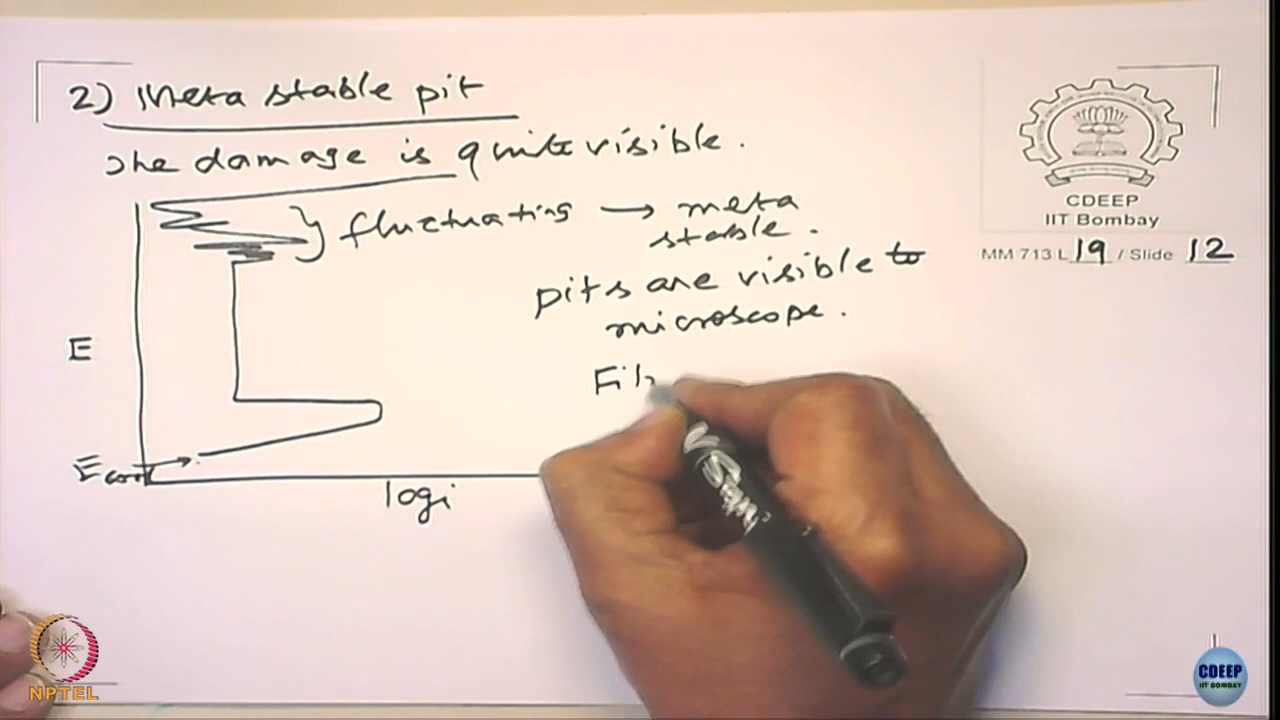 2) Meta stable pit
The damage is quite visible.
} fluctuating → meta
stable.
pits are visible to
microscope.
E
Ecorr
log i
CDEEP
IIT Bombay
MM 713 L 19 / Slide 12
NPTEL
CDEEP
IIT BOMBAY